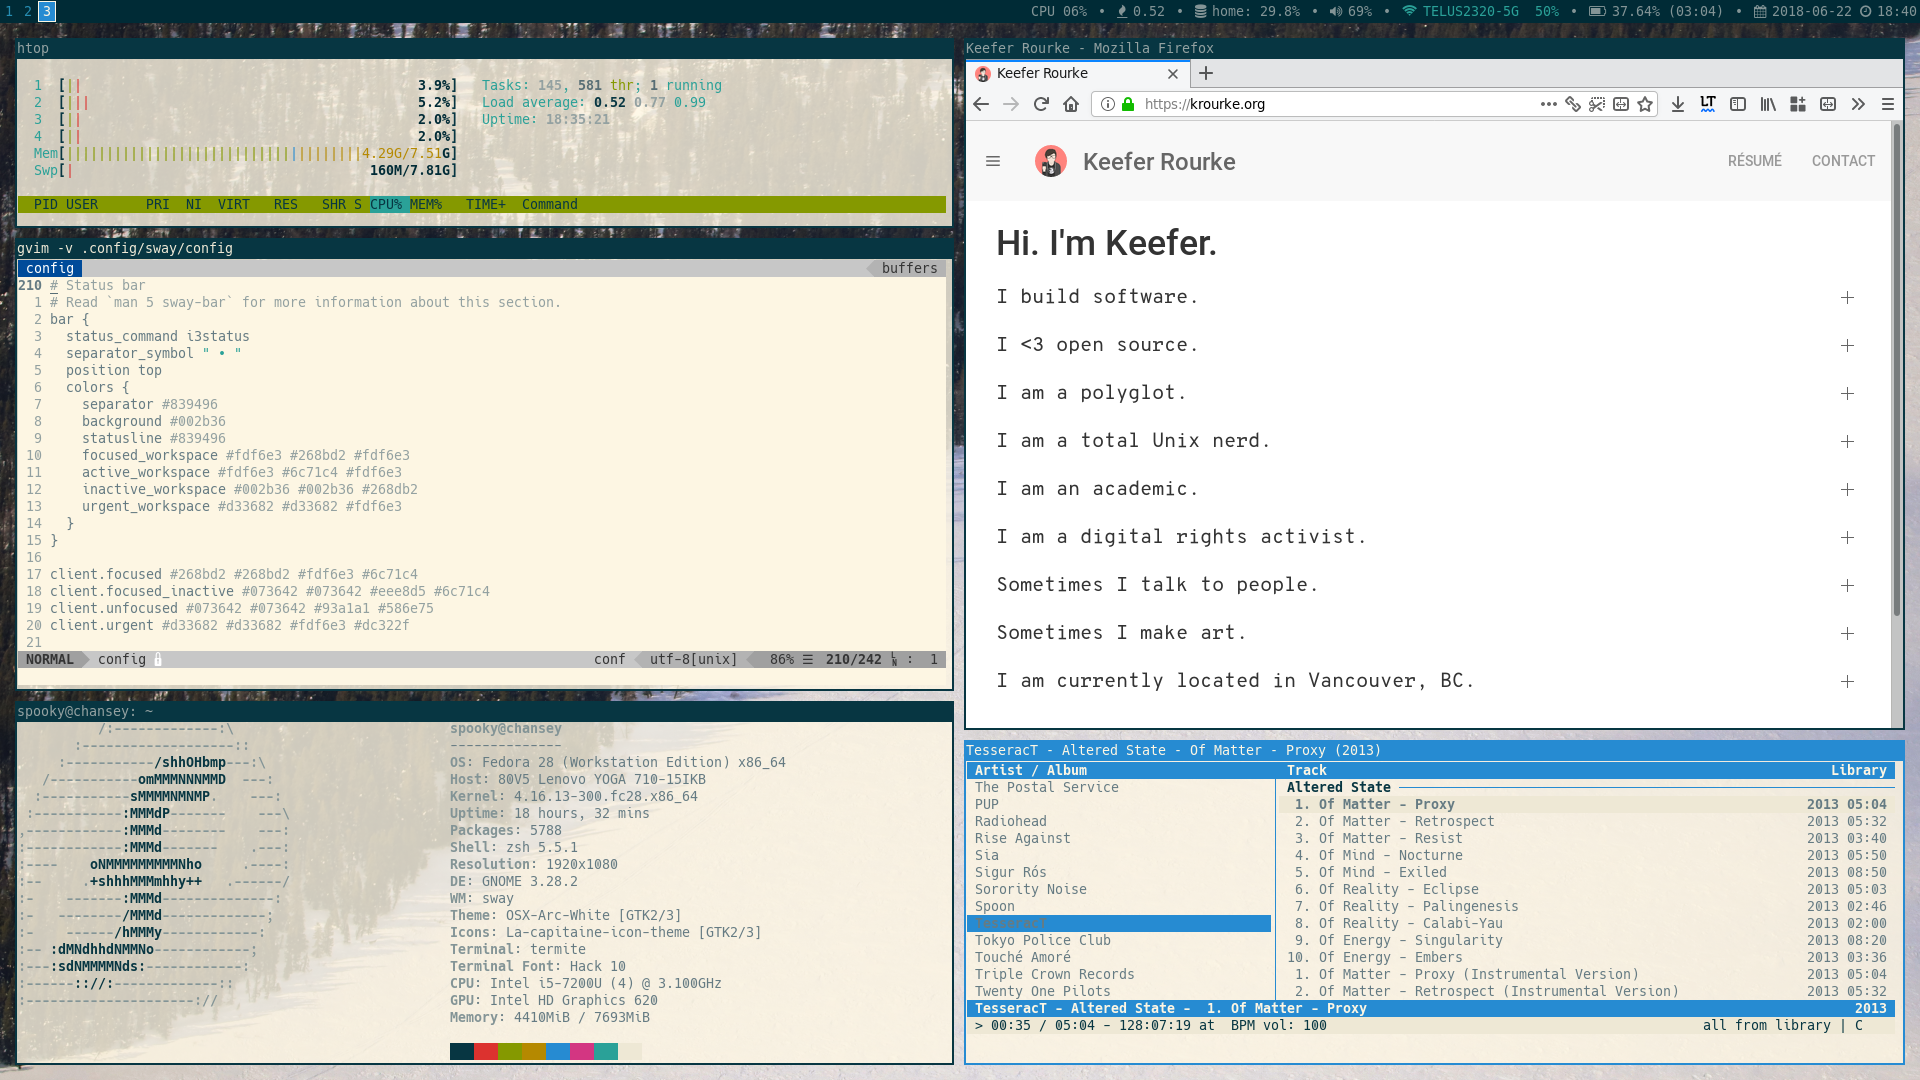 1 2 3 CPU 06% • 0.52 • home: 29.8% • 69% • TELUS2320-5G 50% • 37.64% (03:04) • 2018-06-22 18:40
htop
1 [|| 3.9%] Tasks: 145, 581 thr; 1 running
2 [||| 5.2%] Load average: 0.52 0.77 0.99
3 [|| 2.0%] Uptime: 18:35:21
4 [|| 2.0%]
Mem[|||||||||||||||||||||||||||||||||||||4.29G/7.51G]
Swp[| 160M/7.81G]
PID USER PRI NI VIRT RES SHR S CPU% MEM% TIME+ Command
gvim -v .config/sway/config
config buffers
210 # Status bar
1 # Read `man 5 sway-bar` for more information about this section.
2 bar {
3 status_command i3status
4 separator_symbol " • "
5 position top
6 colors {
7 separator #839496
8 background #002b36
9 statusline #839496
10 focused_workspace #fdf6e3 #268bd2 #fdf6e3
11 active_workspace #fdf6e3 #6c71c4 #fdf6e3
12 inactive_workspace #002b36 #002b36 #268db2
13 urgent_workspace #d33682 #d33682 #fdf6e3
14 }
15 }
16
17 client.focused #268bd2 #268bd2 #fdf6e3 #6c71c4
18 client.focused_inactive #073642 #073642 #eee8d5 #6c71c4
19 client.unfocused #073642 #073642 #93a1a1 #586e75
20 client.urgent #d33682 #d33682 #fdf6e3 #dc322f
21
NORMAL config conf utf-8[unix] 86% ☰ 210/242 : 1
spooky@chansey: ~
/:-------------:\
:-------------------::
:-----------/shhOHbmp---:\
/-----------omMMMNNNMMD ---:
:-----------sMMMMNMNMP. ---:
:-----------:MMMdP------- ---\
,------------:MMMd-------- ---:
:------------:MMMd------- .---:
:---- oNMMMMMMMMMNho .----:
:-- .+shhhMMMmhhy++ .------/
:- -------:MMMd--------------:
:- --------/MMMd-------------;
:- ------/hMMMy------------:
:-- :dMNdhhdNMMNo------------;
:---:sdNMMMMNds:------------:
:------:://:-------------::
:---------------------://
spooky@chansey
--------------
OS: Fedora 28 (Workstation Edition) x86_64
Host: 80V5 Lenovo YOGA 710-15IKB
Kernel: 4.16.13-300.fc28.x86_64
Uptime: 18 hours, 32 mins
Packages: 5788
Shell: zsh 5.5.1
Resolution: 1920x1080
DE: GNOME 3.28.2
WM: sway
Theme: OSX-Arc-White [GTK2/3]
Icons: La-capitaine-icon-theme [GTK2/3]
Terminal: termite
Terminal Font: Hack 10
CPU: Intel i5-7200U (4) @ 3.100GHz
GPU: Intel HD Graphics 620
Memory: 4410MiB / 7693MiB
Keefer Rourke - Mozilla Firefox
Keefer Rourke
https://krourke.org
LT
Keefer Rourke RÉSUMÉ CONTACT
Hi. I'm Keefer.
I build software.
I <3 open source.
I am a polyglot.
I am a total Unix nerd.
I am an academic.
I am a digital rights activist.
Sometimes I talk to people.
Sometimes I make art.
I am currently located in Vancouver, BC.
TesseracT - Altered State - Of Matter - Proxy (2013)
Artist / Album Track Library
The Postal Service Altered State
PUP 1. Of Matter - Proxy 2013 05:04
Radiohead 2. Of Matter - Retrospect 2013 05:32
Rise Against 3. Of Matter - Resist 2013 03:40
Sia 4. Of Mind - Nocturne 2013 05:50
Sigur Rós 5. Of Mind - Exiled 2013 08:50
Sorority Noise 6. Of Reality - Eclipse 2013 05:03
Spoon 7. Of Reality - Palingenesis 2013 02:46
8. Of Reality - Calabi-Yau 2013 02:00
Tokyo Police Club 9. Of Energy - Singularity 2013 08:20
Touché Amoré 10. Of Energy - Embers 2013 03:36
Triple Crown Records 1. Of Matter - Proxy (Instrumental Version) 2013 05:04
Twenty One Pilots 2. Of Matter - Retrospect (Instrumental Version) 2013 05:32
TesseracT - Altered State - 1. Of Matter - Proxy 2013
> 00:35 / 05:04 - 128:07:19 at BPM vol: 100 all from library | C